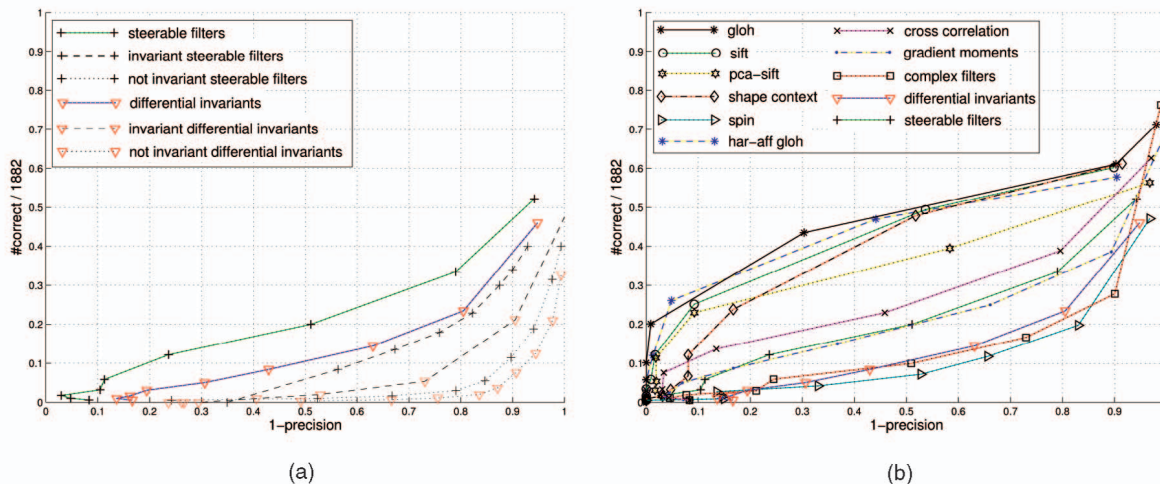 1
0.9
0.8
0.7
0.6
0.5
0.4
0.3
0.2
0.1
0
#correct / 1882
steerable filters
invariant steerable filters
not invariant steerable filters
differential invariants
invariant differential invariants
not invariant differential invariants
0 0.1 0.2 0.3 0.4 0.5 0.6 0.7 0.8 0.9 1
1-precision
(a)
1
0.9
0.8
0.7
0.6
0.5
0.4
0.3
0.2
0.1
0
#correct / 1882
gloh
sift
pca-sift
shape context
spin
har-aff gloh
cross correlation
gradient moments
complex filters
differential invariants
steerable filters
0 0.1 0.2 0.3 0.4 0.5 0.6 0.7 0.8 0.9
1-precision
(b)